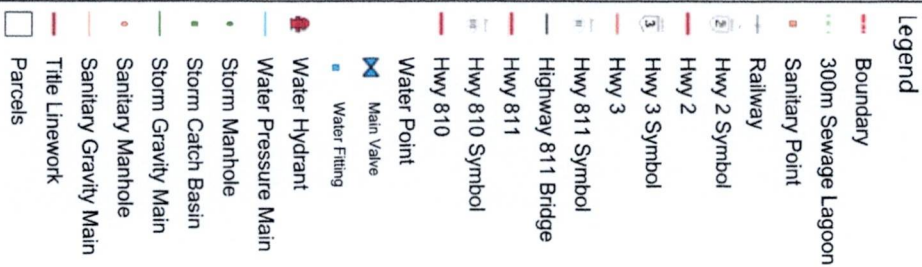 Legend
Boundary
300m Sewage Lagoon
Sanitary Point
Railway
2
Hwy 2 Symbol
Hwy 2
3
Hwy 3 Symbol
Hwy 3
Hwy 811 Symbol
Highway 811 Bridge
Hwy 811
Hwy 810 Symbol
Hwy 810
Water Point
Main Valve
Water Fitting
Water Hydrant
Water Pressure Main
Storm Manhole
Storm Catch Basin
Storm Gravity Main
Sanitary Manhole
Sanitary Gravity Main
Title Linework
Parcels